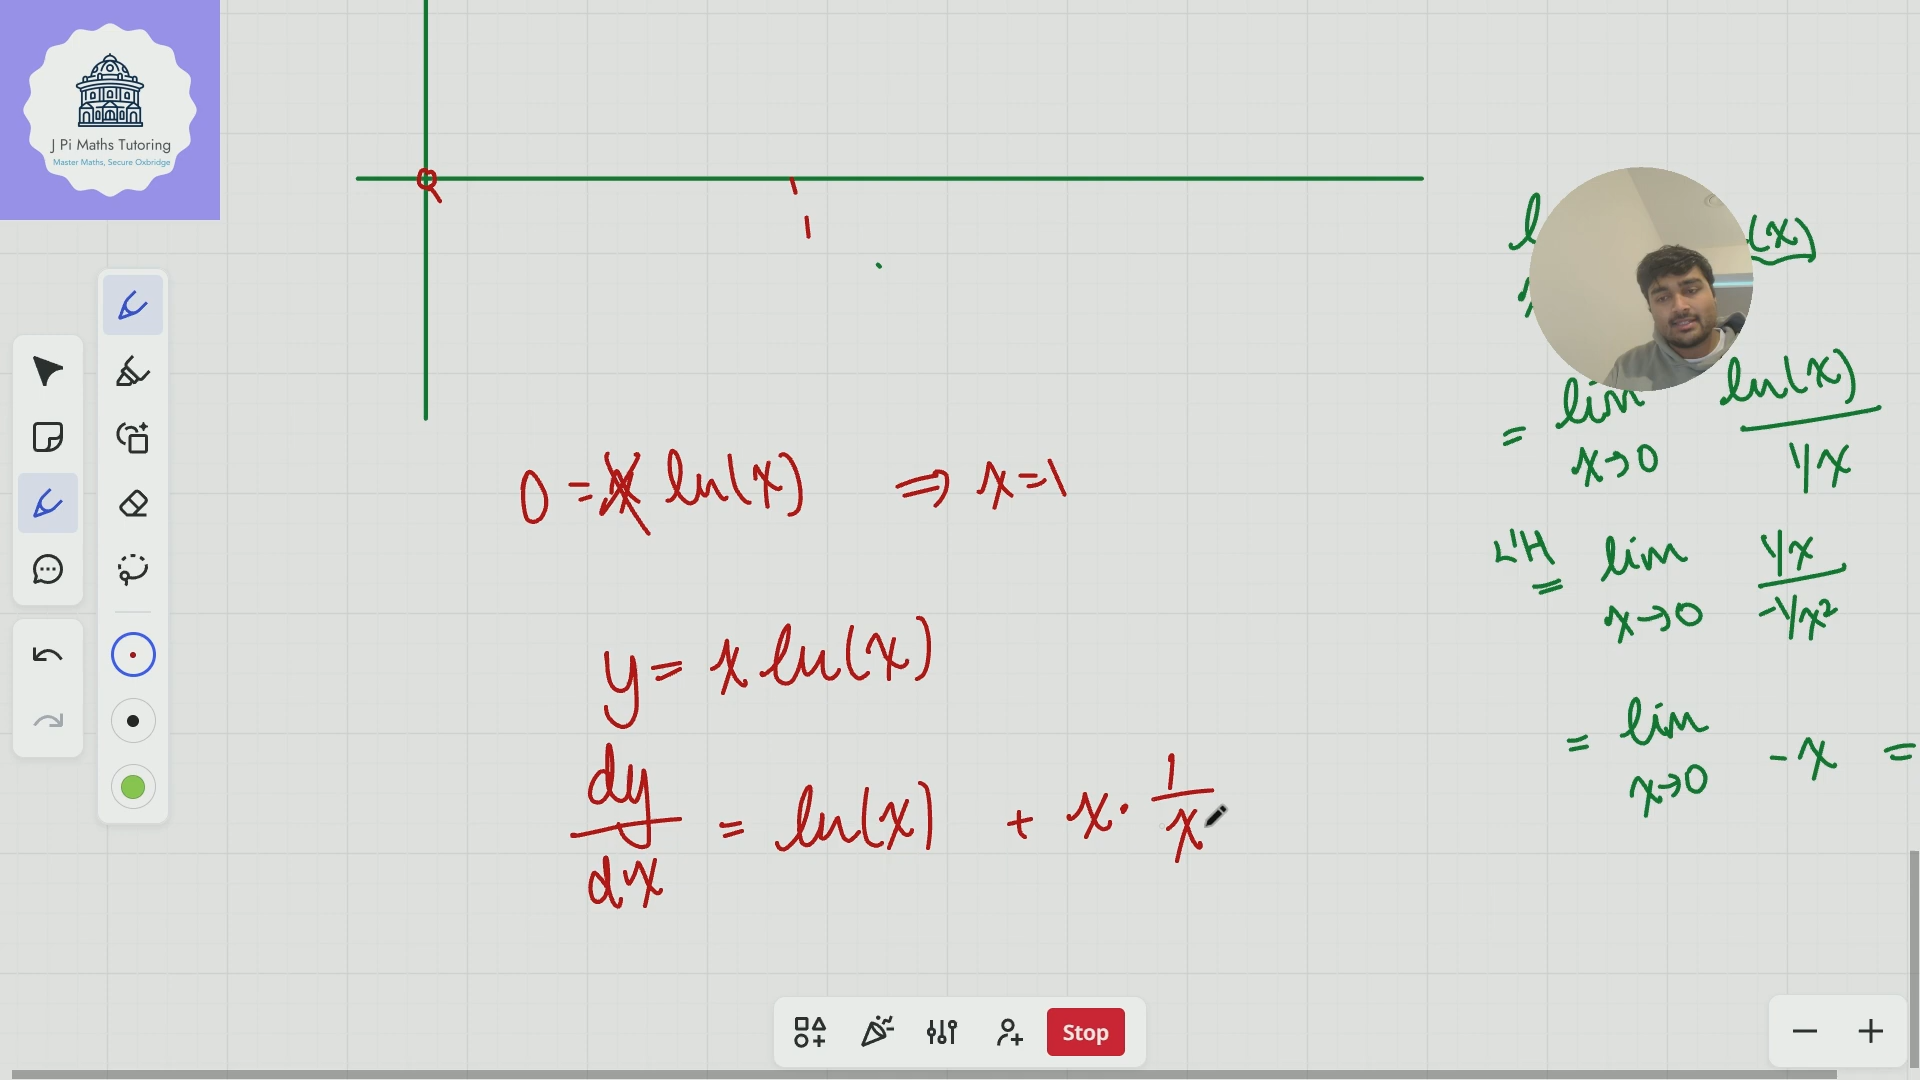 J Pi Maths Tutoring
Master Maths, Secure Oxbridge
1
0 = x ln(x) ⇒ x=1
y = x ln(x)
dy/dx = ln(x) + x · 1/x
(x)
= lim x→0 ln(x) / 1/x
L'H = lim x→0 1/x / -1/x²
= lim x→0 -x =
Stop